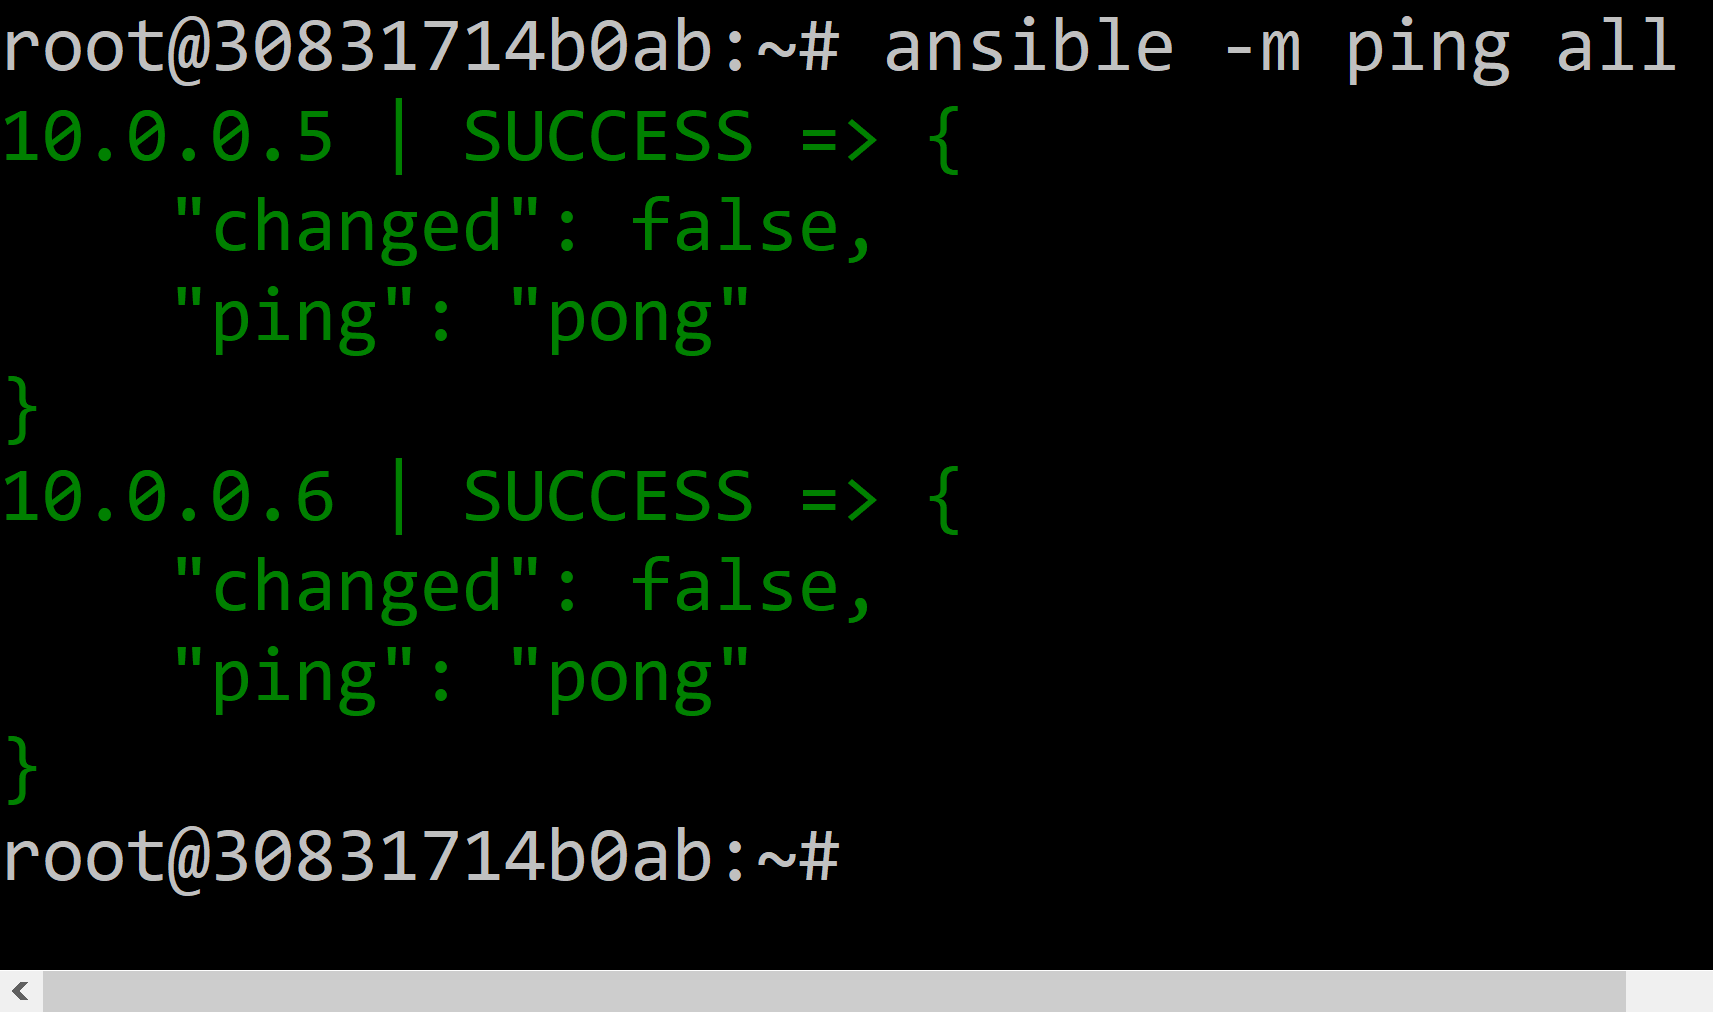 root@30831714b0ab:~# ansible -m ping all
10.0.0.5 | SUCCESS => {
    "changed": false,
    "ping": "pong"
}
10.0.0.6 | SUCCESS => {
    "changed": false,
    "ping": "pong"
}
root@30831714b0ab:~#